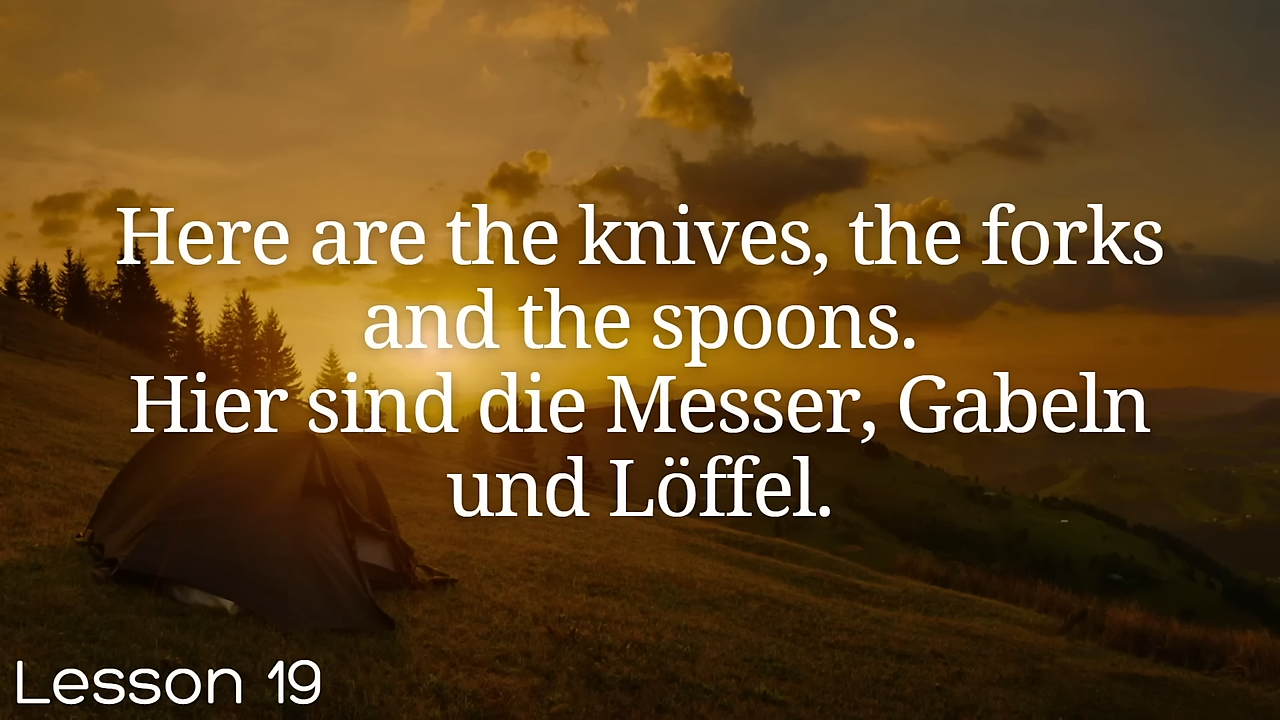 Here are the knives, the forks
and the spoons.
Hier sind die Messer, Gabeln
und Löffel.
Lesson 19